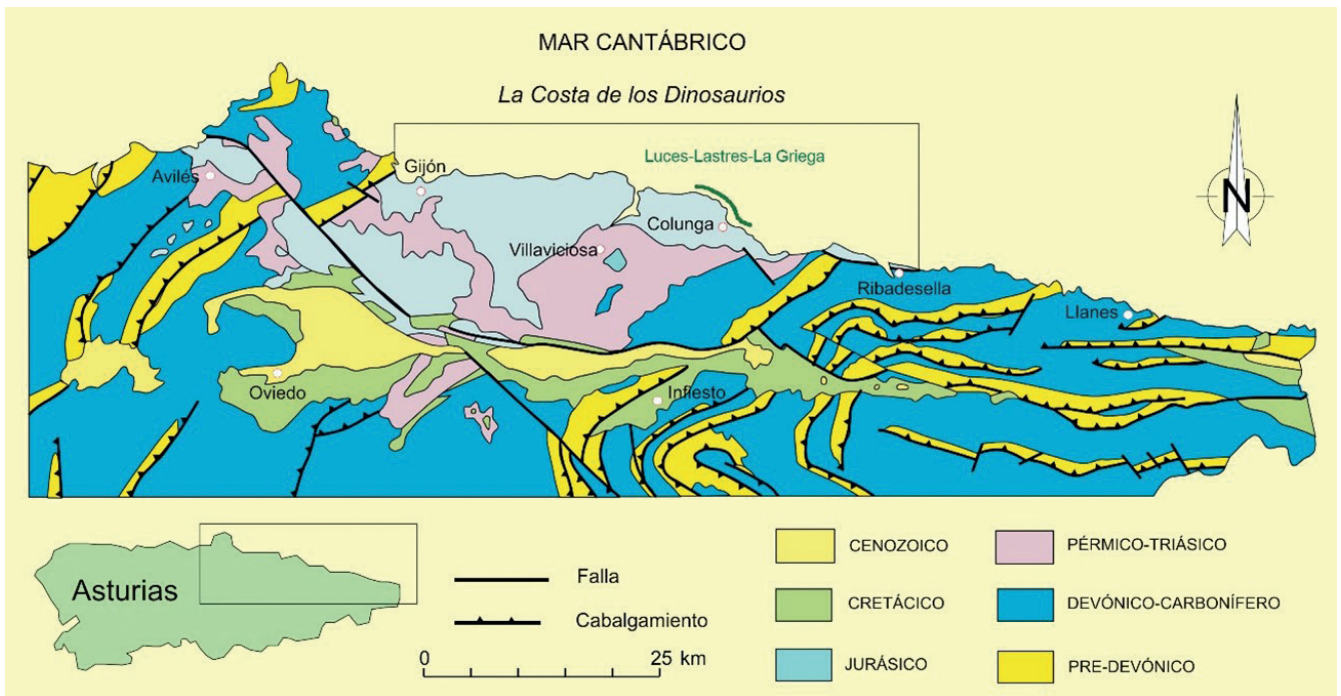 MAR CANTÁBRICO
La Costa de los Dinosaurios
Luces-Lastres-La Griega
Gijón
Avilés
N
Colunga
Villaviciosa
Ribadesella
Llanes
Oviedo
Infiesto
Asturias
Falla
Cabalgamiento
0 25 km
CENOZOICO
CRETÁCICO
JURÁSICO
PÉRMICO-TRIÁSICO
DEVÓNICO-CARBONÍFERO
PRE-DEVÓNICO